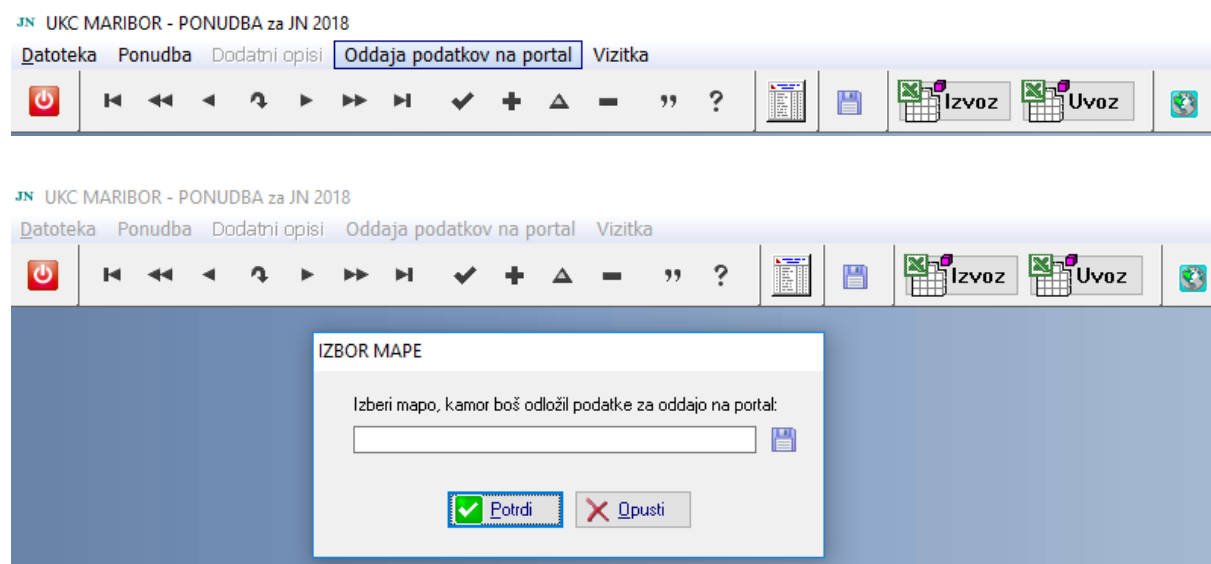 JN UKC MARIBOR - PONUDBA za JN 2018
Datoteka Ponudba Dodatni opisi Oddaja podatkov na portal Vizitka
? Izvoz Uvoz
JN UKC MARIBOR - PONUDBA za JN 2018
Datoteka Ponudba Dodatni opisi Oddaja podatkov na portal Vizitka
? Izvoz Uvoz
IZBOR MAPE
Izberi mapo, kamor boš odložil podatke za oddajo na portal:
Potrdi Opusti